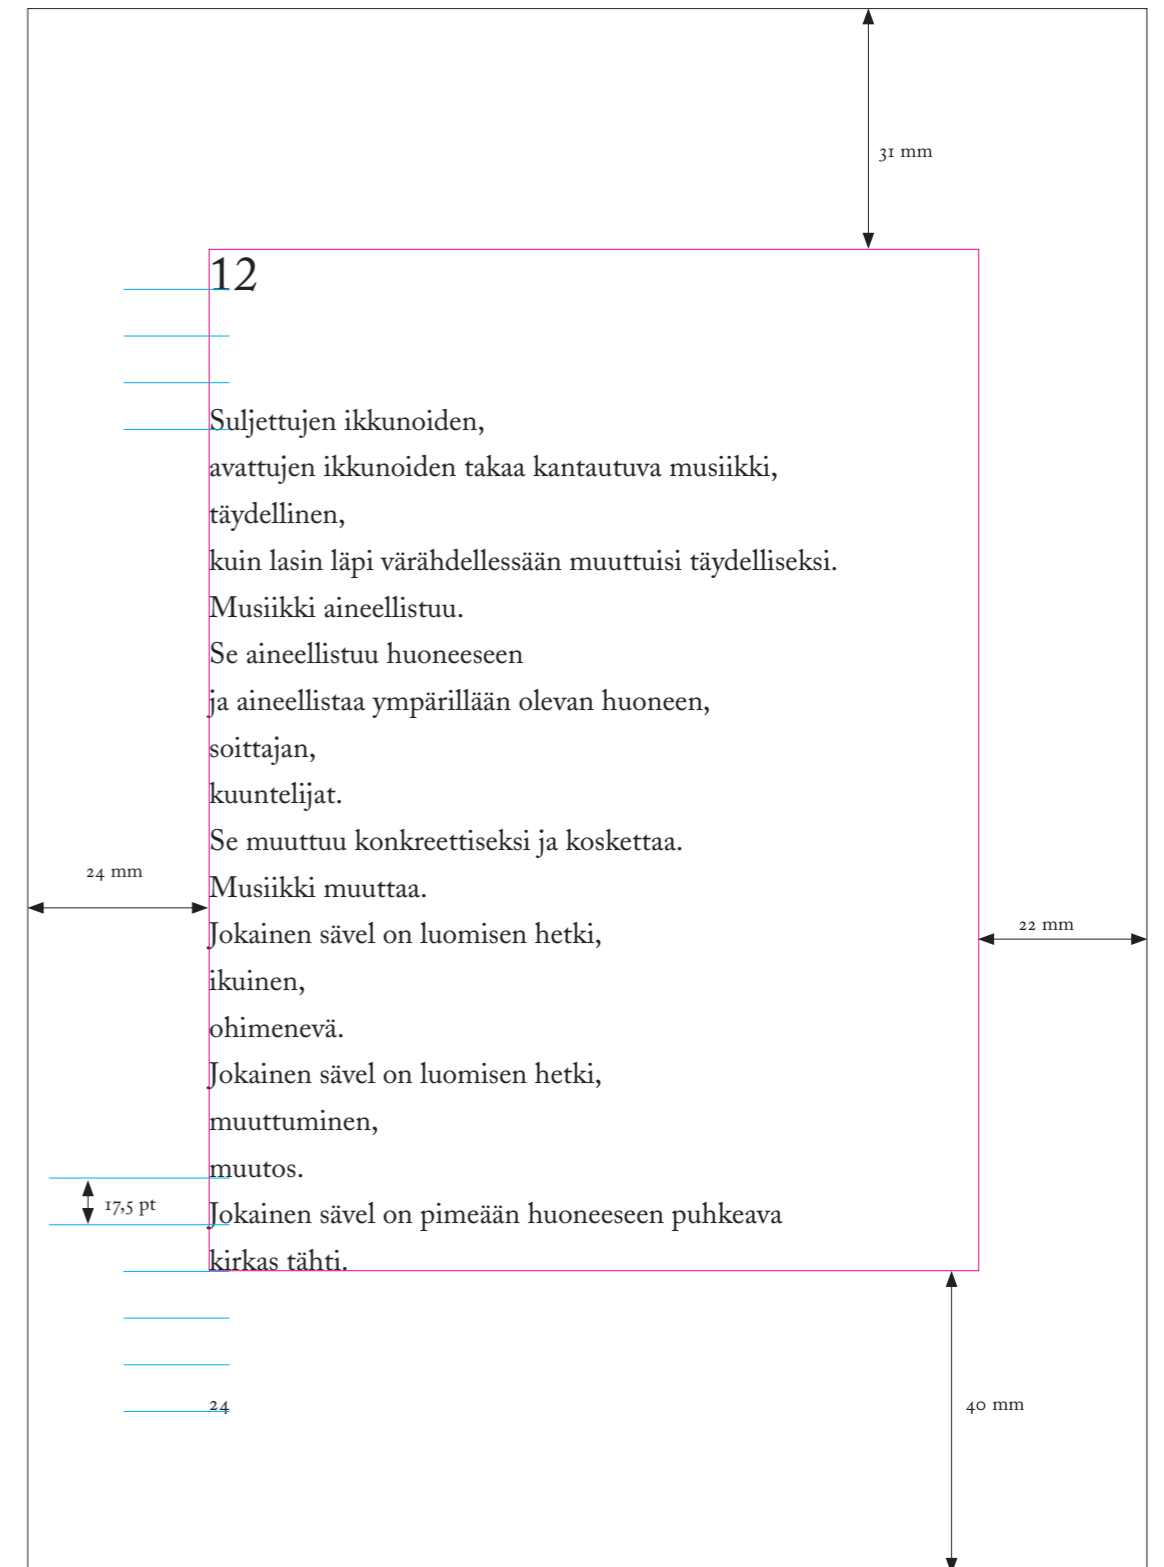 31 mm
12
Suljettujen ikkunoiden,
avattujen ikkunoiden takaa kantautuva musiikki,
täydellinen,
kuin lasin läpi värähdellessään muuttuisi täydelliseksi.
Musiikki aineellistuu.
Se aineellistuu huoneeseen
ja aineellistaa ympärillään olevan huoneen,
soittajan,
kuuntelijat.
Se muuttuu konkreettiseksi ja koskettaa.
24 mm
Musiikki muuttaa.
Jokainen sävel on luomisen hetki,
22 mm
ikuinen,
ohimenevä.
Jokainen sävel on luomisen hetki,
muuttuminen,
muutos.
17,5 pt
Jokainen sävel on pimeään huoneeseen puhkeava
kirkas tähti.
24
40 mm